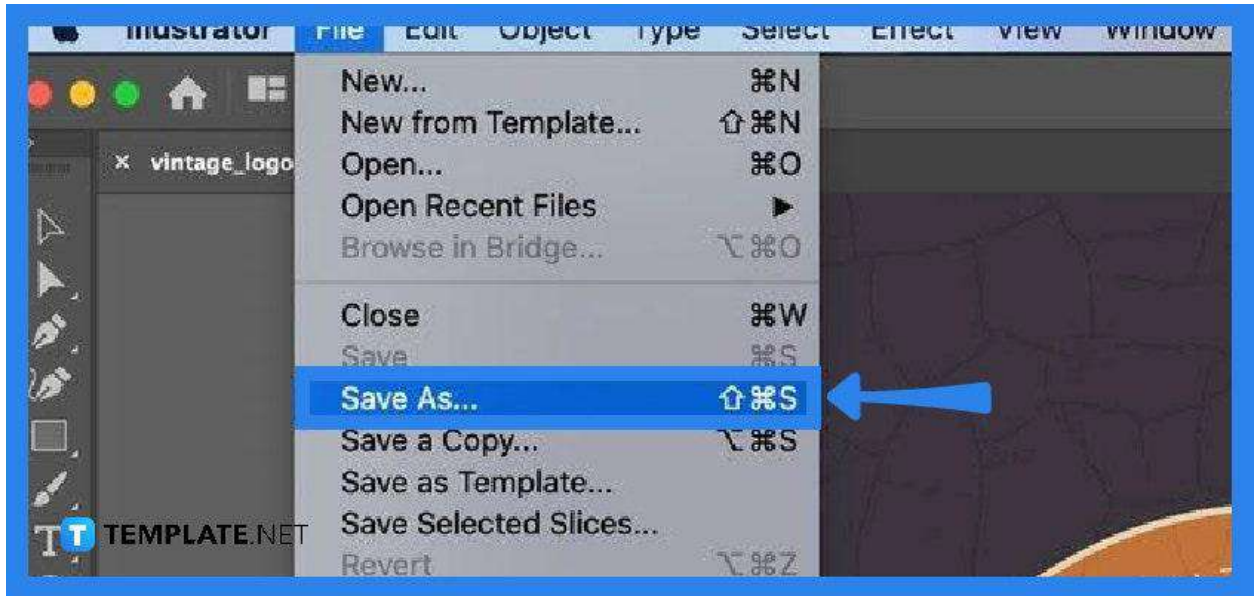 Illustrator File Edit Object Type Select Effect View Window
New... ⌘N
New from Template... ⇧⌘N
× vintage_logo
Open... ⌘O
Open Recent Files ▶
Browse in Bridge... ⌥⌘O
Close ⌘W
Save ⌘S
Save As... ⇧⌘S
Save a Copy... ⌥⌘S
Save as Template...
Save Selected Slices...
Revert ⌥⌘Z
T TEMPLATE.NET